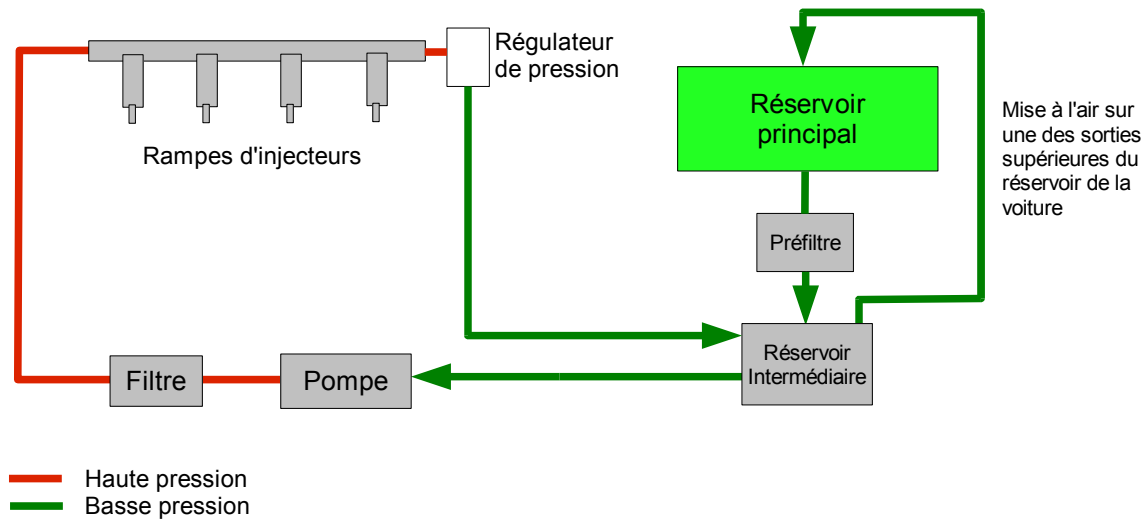 Régulateur
de pression
Rampes d'injecteurs
Réservoir
principal
Mise à l'air sur
une des sorties
supérieures du
réservoir de la
voiture
Préfiltre
Réservoir
Intermédiaire
Filtre
Pompe
Haute pression
Basse pression